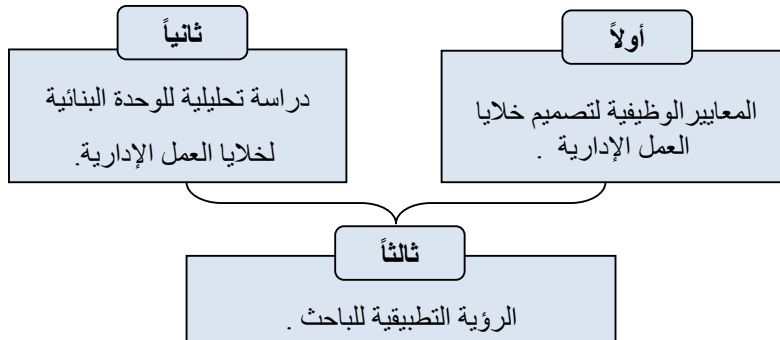 أولاً
المعايير الوظيفية لتصميم خلايا
العمل الإدارية .
ثانياً
دراسة تحليلية للوحدة البنائية
لخلايا العمل الإدارية.
ثالثاً
الرؤية التطبيقية للباحث .